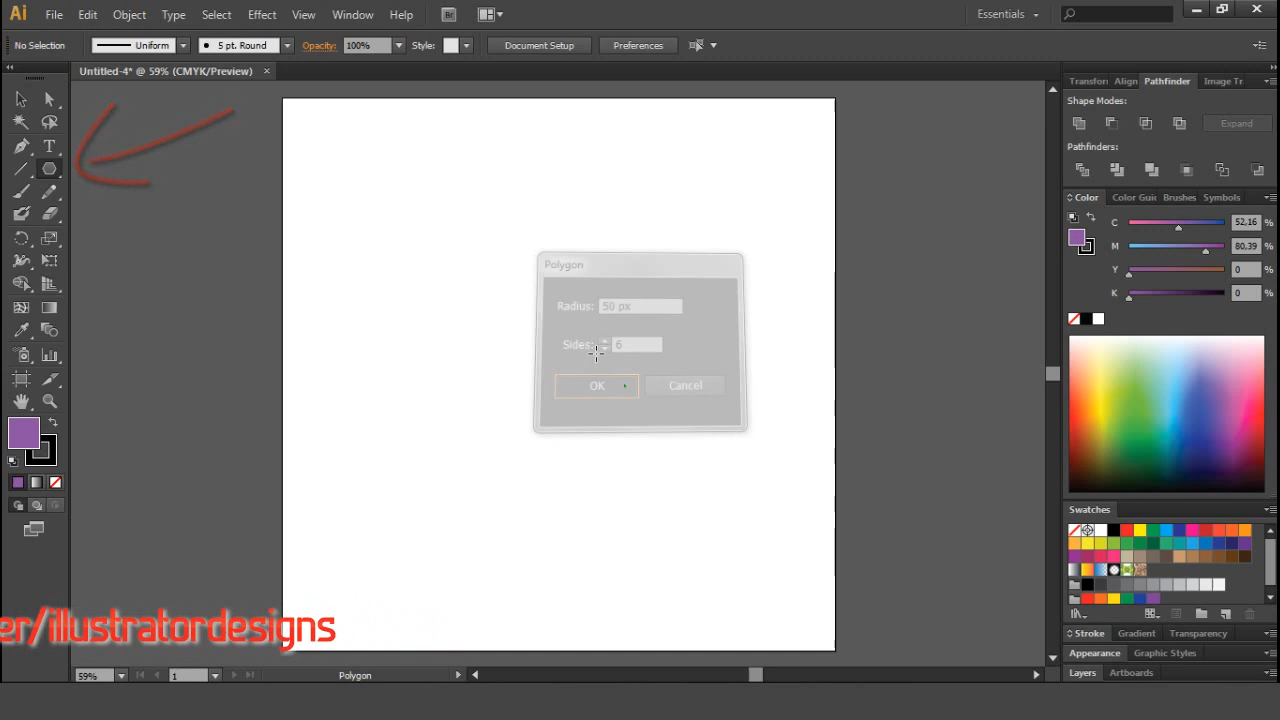 Ai File Edit Object Type Select Effect View Window Help Br Essentials
No Selection Uniform 5 pt. Round Opacity: 100% Style: Document Setup Preferences
Untitled-4* @ 59% (CMYK/Preview) ×
Transform Align Pathfinder Image Tr
Shape Modes:
Expand
Pathfinders:
Color Color Guid Brushes Symbols
C 52.16 %
M 80.39 %
Y 0 %
K 0 %
Polygon
Radius: 50 px
Sides: 6
OK Cancel
Swatches
er/illustratordesigns
Stroke Gradient Transparency
Appearance Graphic Styles
Layers Artboards
59% 1 Polygon